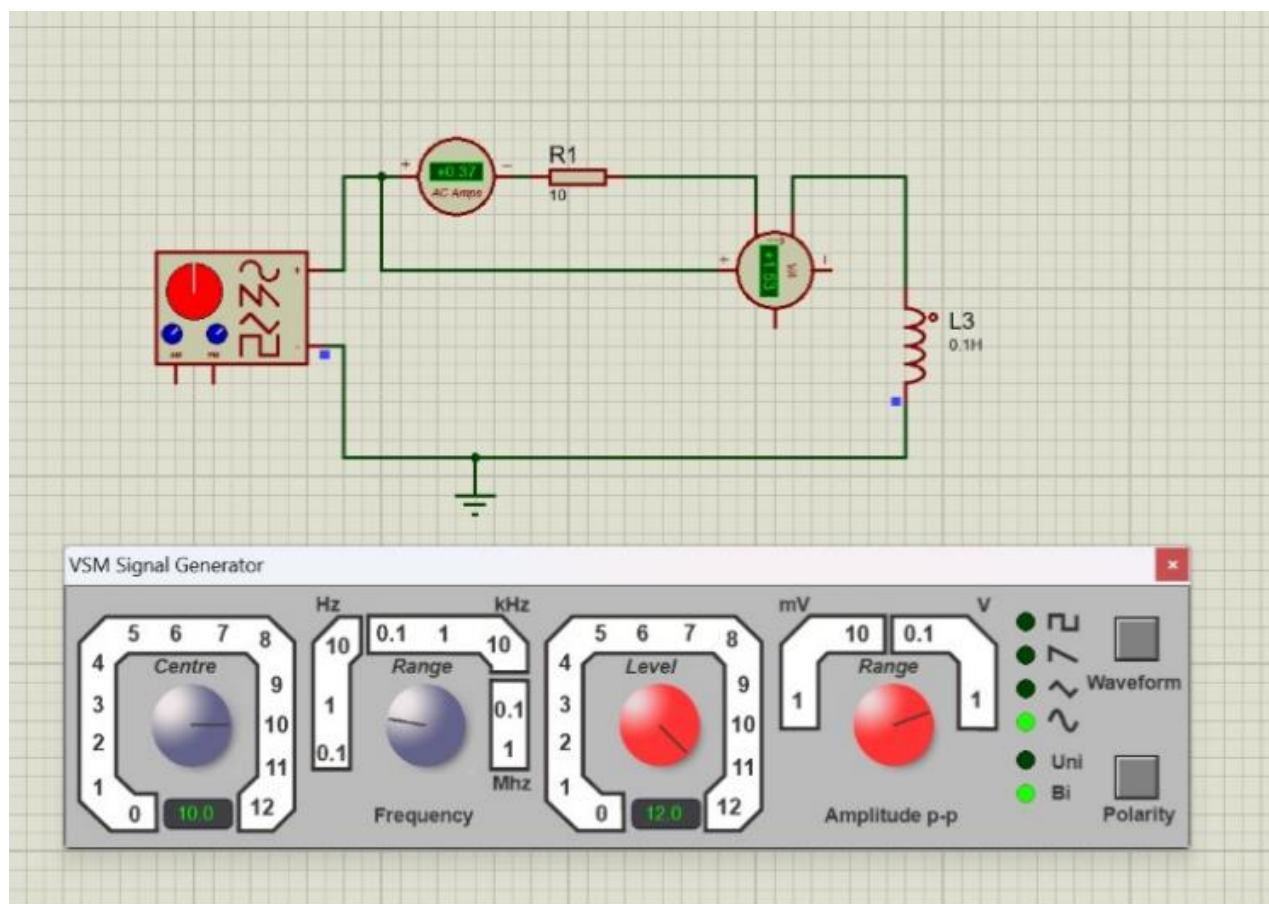 R1
+0.37
AC Amps
10
+ -
+1.53
L3
0.1H
VSM Signal Generator
Hz kHz
mV V
5 6 7 8
4 9
3 10
2 11
1 12
0
Centre
10.0
10 0.1 1 10
Range
1 0.1
0.1 1
Mhz
Frequency
5 6 7 8
4 9
3 10
2 11
1 12
0
Level
12.0
10 0.1
Range
1 1
Amplitude p-p
Waveform
Uni
Bi
Polarity